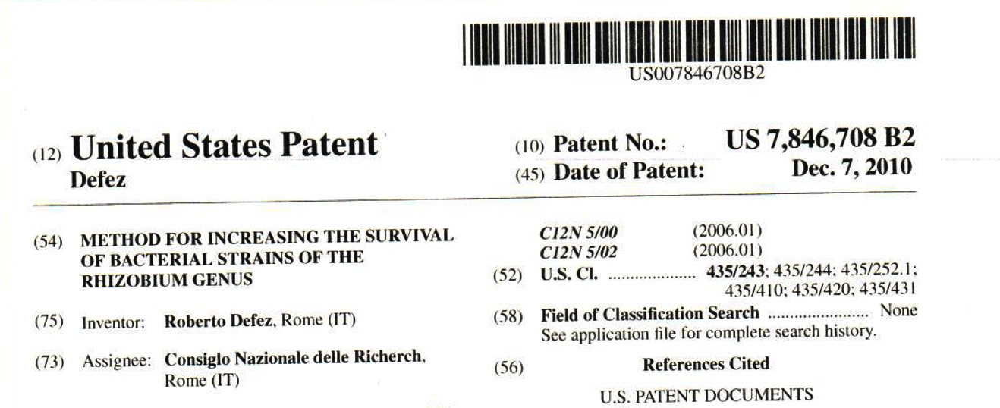 US007846708B2
(12) United States Patent
Defez
(10) Patent No.: US 7,846,708 B2
(45) Date of Patent: Dec. 7, 2010
(54) METHOD FOR INCREASING THE SURVIVAL
OF BACTERIAL STRAINS OF THE
RHIZOBIUM GENUS
(75) Inventor: Roberto Defez, Rome (IT)
(73) Assignee: Consiglo Nazionale delle Richerch,
Rome (IT)
C12N 5/00 (2006.01)
C12N 5/02 (2006.01)
(52) U.S. Cl. .................... 435/243; 435/244; 435/252.1;
435/410; 435/420; 435/431
(58) Field of Classification Search ....................... None
See application file for complete search history.
(56) References Cited
U.S. PATENT DOCUMENTS